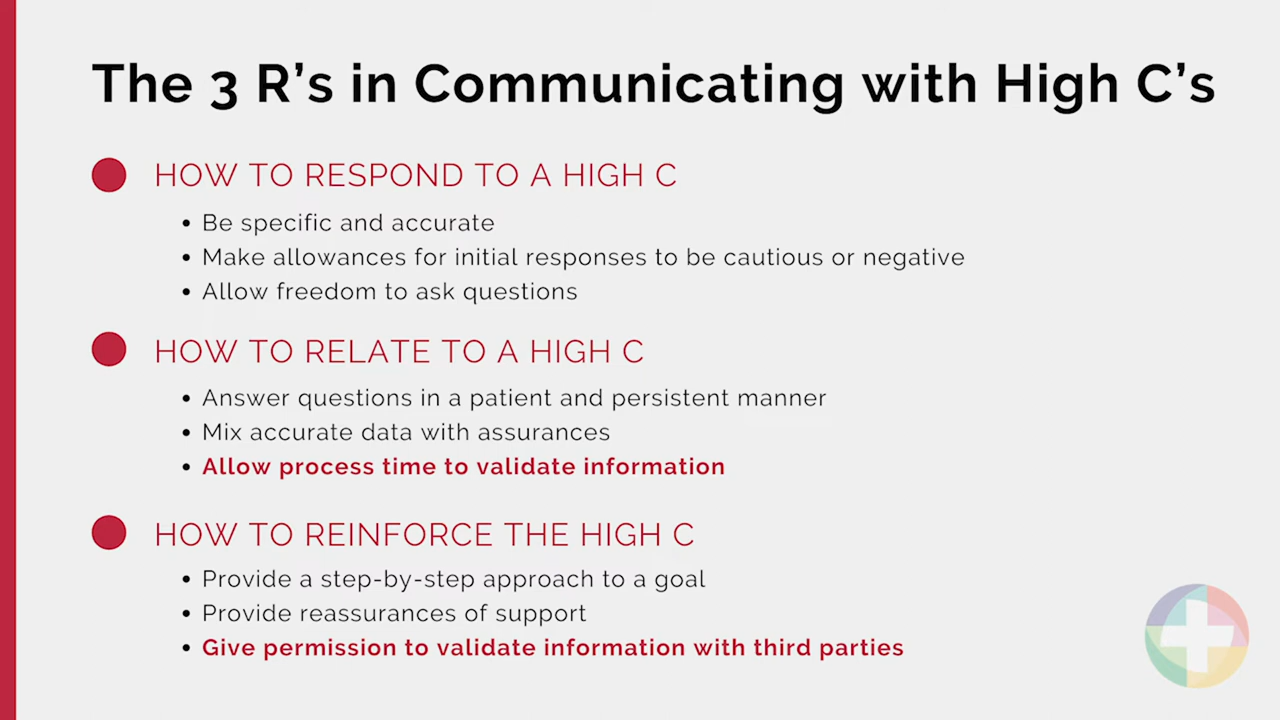 The 3 R’s in Communicating with High C’s
HOW TO RESPOND TO A HIGH C
• Be specific and accurate
• Make allowances for initial responses to be cautious or negative
• Allow freedom to ask questions
HOW TO RELATE TO A HIGH C
• Answer questions in a patient and persistent manner
• Mix accurate data with assurances
• Allow process time to validate information
HOW TO REINFORCE THE HIGH C
• Provide a step-by-step approach to a goal
• Provide reassurances of support
• Give permission to validate information with third parties